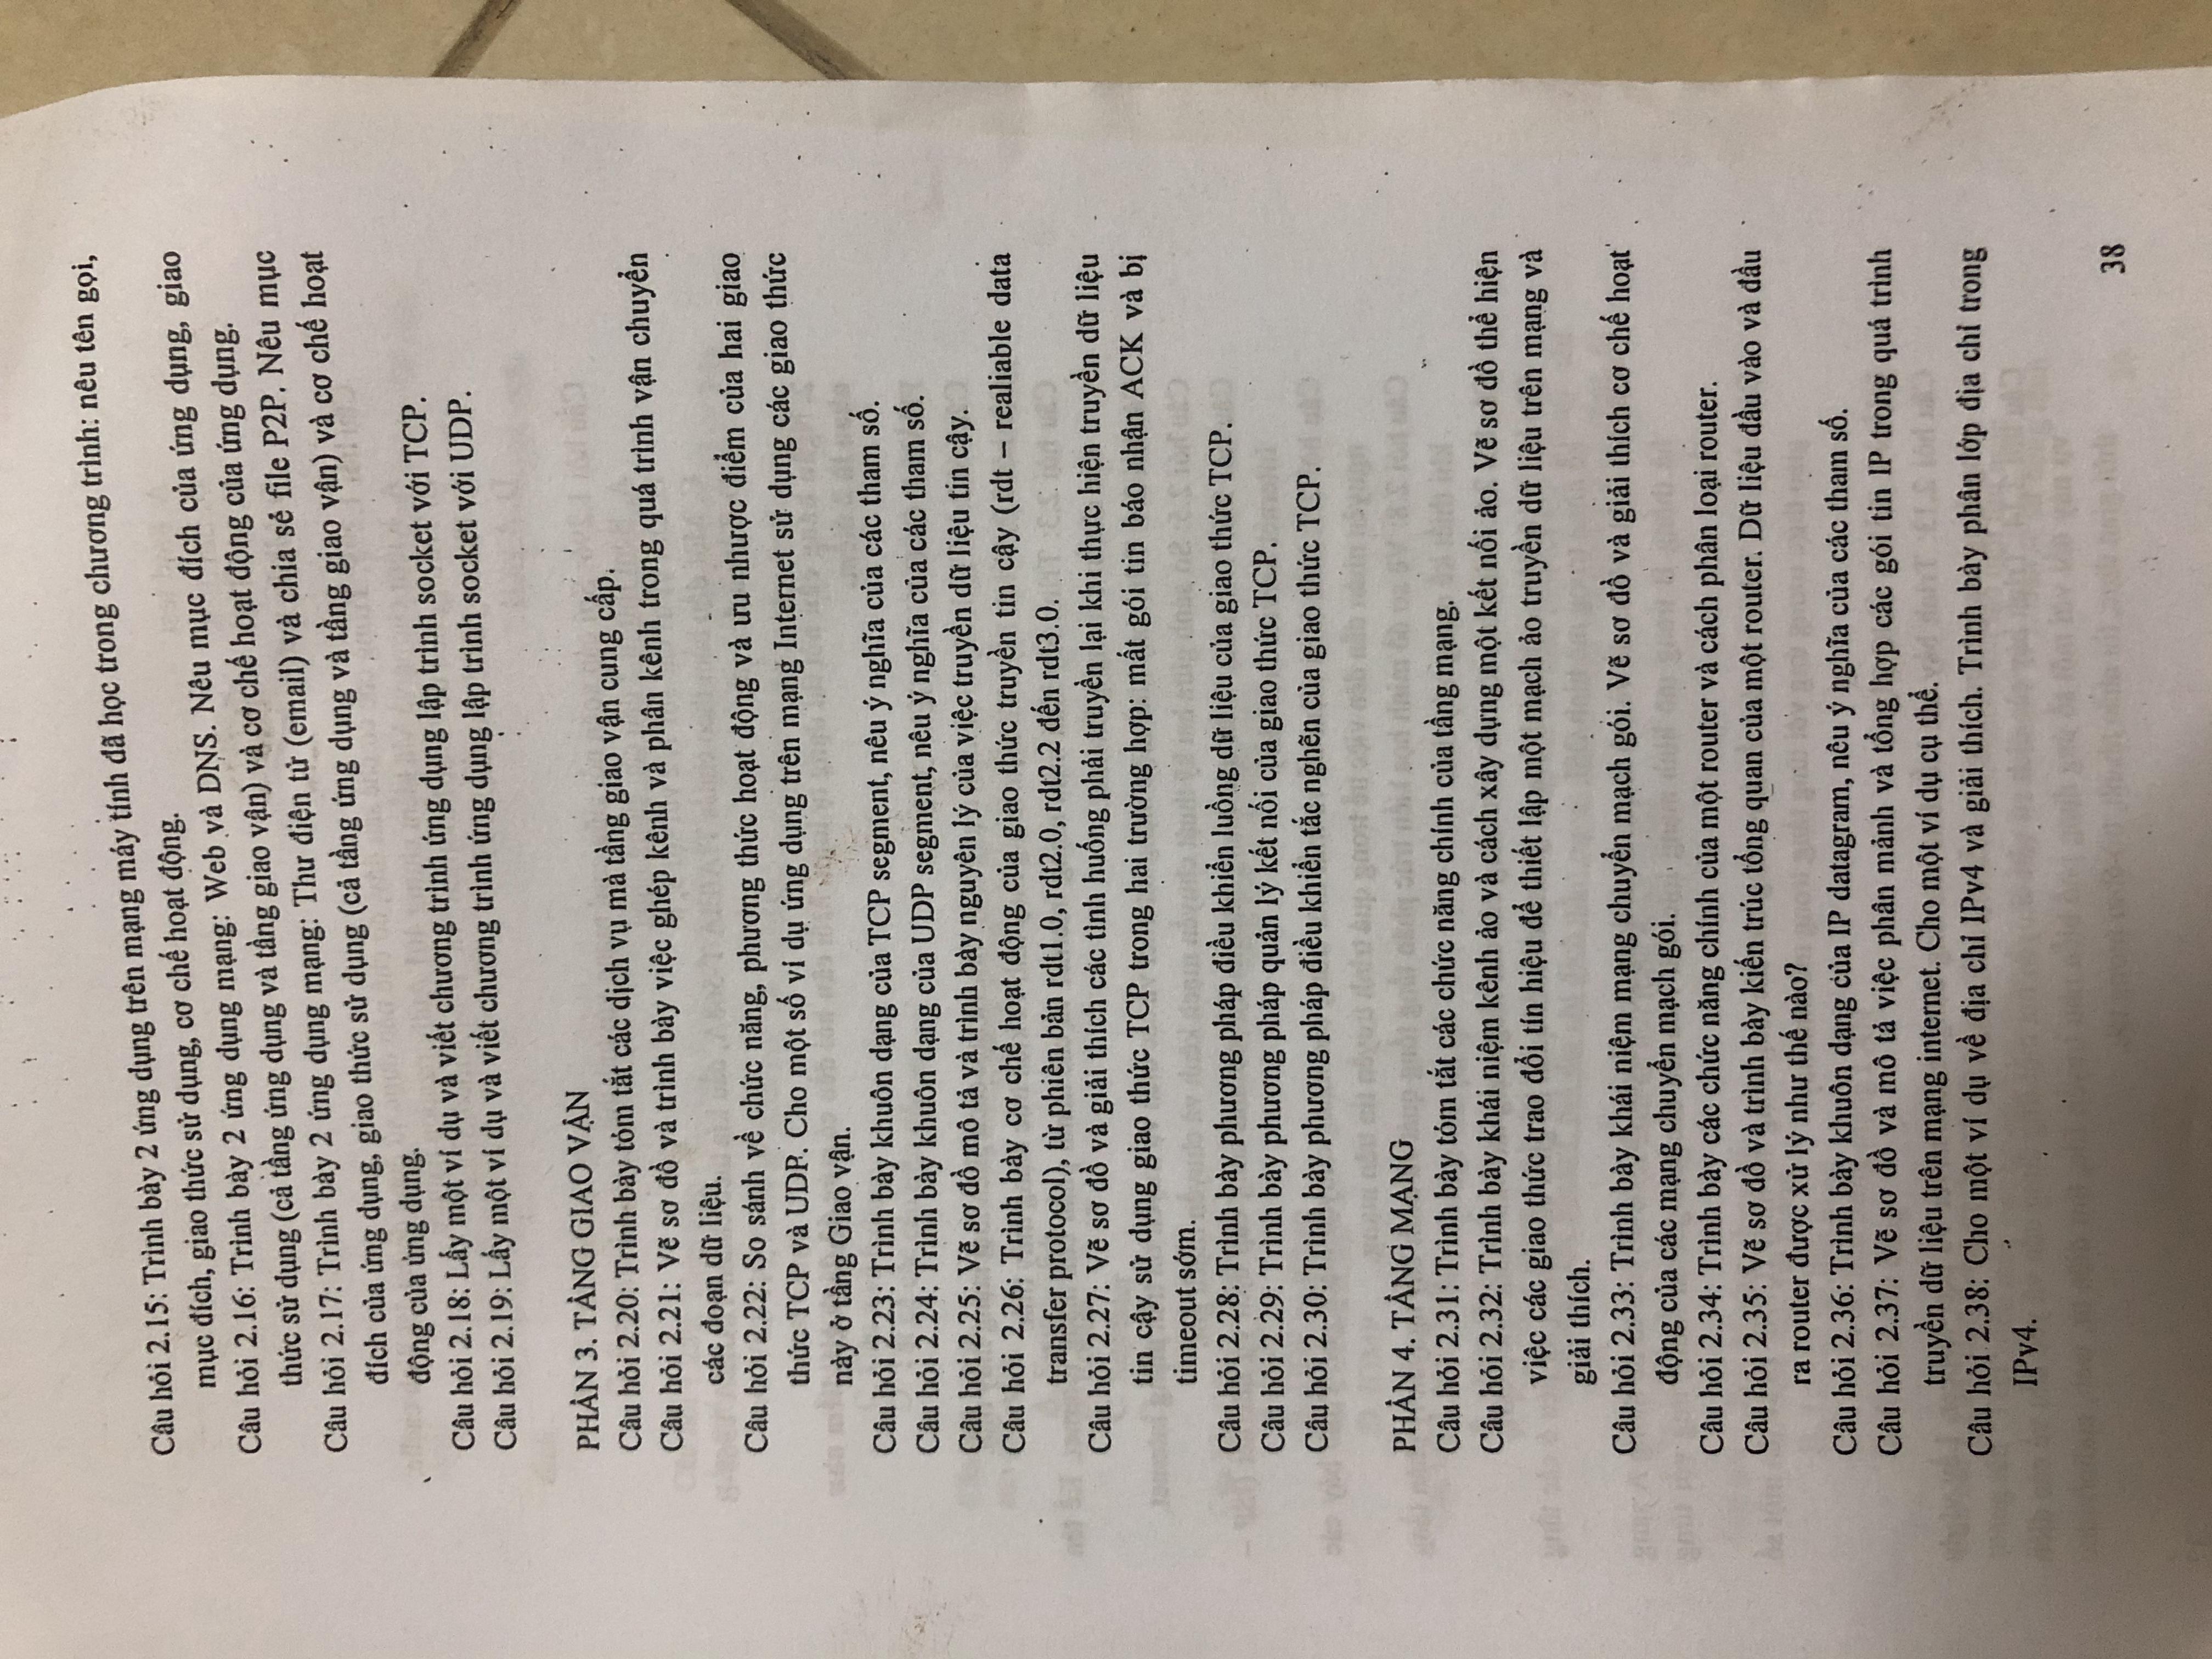 Câu hỏi 2.15: Trình bày 2 ứng dụng trên mạng máy tính đã học trong chương trình: nêu tên gọi,
mục đích, giao thức sử dụng, cơ chế hoạt động.
Câu hỏi 2.16: Trình bày 2 ứng dụng mạng: Web và DNS. Nêu mục đích của ứng dụng, giao
thức sử dụng (cả tầng ứng dụng và tầng giao vận) và cơ chế hoạt động của ứng dụng.
Câu hỏi 2.17: Trình bày 2 ứng dụng mạng: Thư điện tử (email) và chia sẻ file P2P. Nêu mục
đích của ứng dụng, giao thức sử dụng (cả tầng ứng dụng và tầng giao vận) và cơ chế hoạt
động của ứng dụng.
Câu hỏi 2.18: Lấy một ví dụ và viết chương trình ứng dụng lập trình socket với TCP.
Câu hỏi 2.19: Lấy một ví dụ và viết chương trình ứng dụng lập trình socket với UDP.
PHẦN 3. TẦNG GIAO VẬN
Câu hỏi 2.20: Trình bày tóm tắt các dịch vụ mà tầng giao vận cung cấp.
Câu hỏi 2.21: Vẽ sơ đồ và trình bày việc ghép kênh và phân kênh trong quá trình vận chuyển
các đoạn dữ liệu.
Câu hỏi 2.22: So sánh về chức năng, phương thức hoạt động và ưu nhược điểm của hai giao
thức TCP và UDP. Cho một số ví dụ ứng dụng trên mạng Internet sử dụng các giao thức
này ở tầng Giao vận.
Câu hỏi 2.23: Trình bày khuôn dạng của TCP segment, nêu ý nghĩa của các tham số.
Câu hỏi 2.24: Trình bày khuôn dạng của UDP segment, nêu ý nghĩa của các tham số.
Câu hỏi 2.25: Vẽ sơ đồ mô tả và trình bày nguyên lý của việc truyền dữ liệu tin cậy.
Câu hỏi 2.26: Trình bày cơ chế hoạt động của giao thức truyền tin cậy (rdt – realiable data
transfer protocol), từ phiên bản rdt1.0, rdt2.0, rdt2.2 đến rdt3.0.
Câu hỏi 2.27: Vẽ sơ đồ và giải thích các tình huống phải truyền lại khi thực hiện truyền dữ liệu
tin cậy sử dụng giao thức TCP trong hai trường hợp: mất gói tin báo nhận ACK và bị
timeout sớm.
Câu hỏi 2.28: Trình bày phương pháp điều khiển luồng dữ liệu của giao thức TCP.
Câu hỏi 2.29: Trình bày phương pháp quản lý kết nối của giao thức TCP.
Câu hỏi 2.30: Trình bày phương pháp điều khiển tắc nghẽn của giao thức TCP.
PHẦN 4. TẦNG MẠNG
Câu hỏi 2.31: Trình bày tóm tắt các chức năng chính của tầng mạng.
Câu hỏi 2.32: Trình bày khái niệm kênh ảo và cách xây dựng một kết nối ảo. Vẽ sơ đồ thể hiện
việc các giao thức trao đổi tín hiệu để thiết lập một mạch ảo truyền dữ liệu trên mạng và
giải thích.
Câu hỏi 2.33: Trình bày khái niệm mạng chuyển mạch gói. Vẽ sơ đồ và giải thích cơ chế hoạt
động của các mạng chuyển mạch gói.
Câu hỏi 2.34: Trình bày các chức năng chính của một router và cách phân loại router.
Câu hỏi 2.35: Vẽ sơ đồ và trình bày kiến trúc tổng quan của một router. Dữ liệu đầu vào và đầu
ra router được xử lý như thế nào?
Câu hỏi 2.36: Trình bày khuôn dạng của IP datagram, nêu ý nghĩa của các tham số.
Câu hỏi 2.37: Vẽ sơ đồ và mô tả việc phân mảnh và tổng hợp các gói tin IP trong quá trình
truyền dữ liệu trên mạng internet. Cho một ví dụ cụ thể.
Câu hỏi 2.38: Cho một ví dụ về địa chỉ IPv4 và giải thích. Trình bày phân lớp địa chỉ trong
IPv4.
38